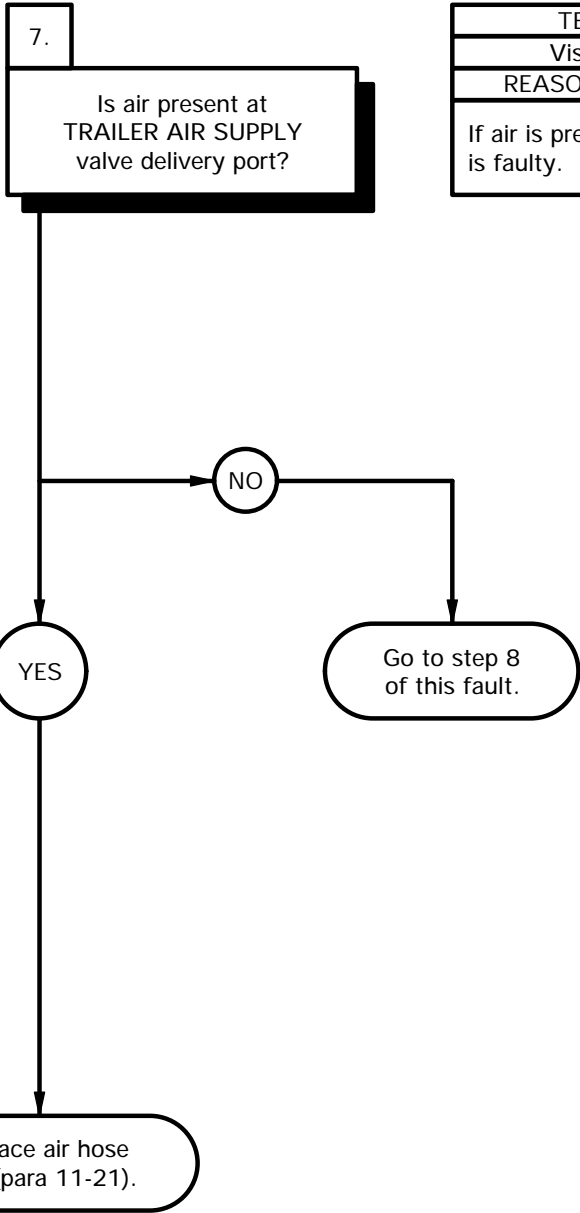 7.
Is air present at
TRAILER AIR SUPPLY
valve delivery port?
TE
Vis
REASO
If air is pre
is faulty.
NO
YES
Go to step 8
of this fault.
ace air hose
(para 11-21).